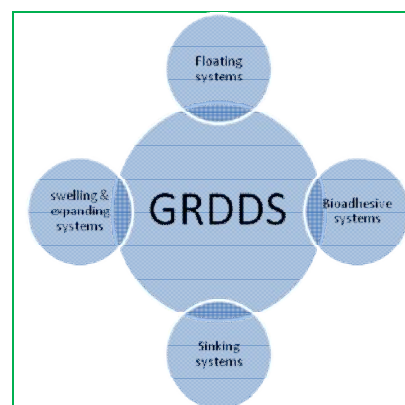 Floating
systems
swelling &
expanding
systems
GRDDS
Bioadhesive
systems
Sinking
systems